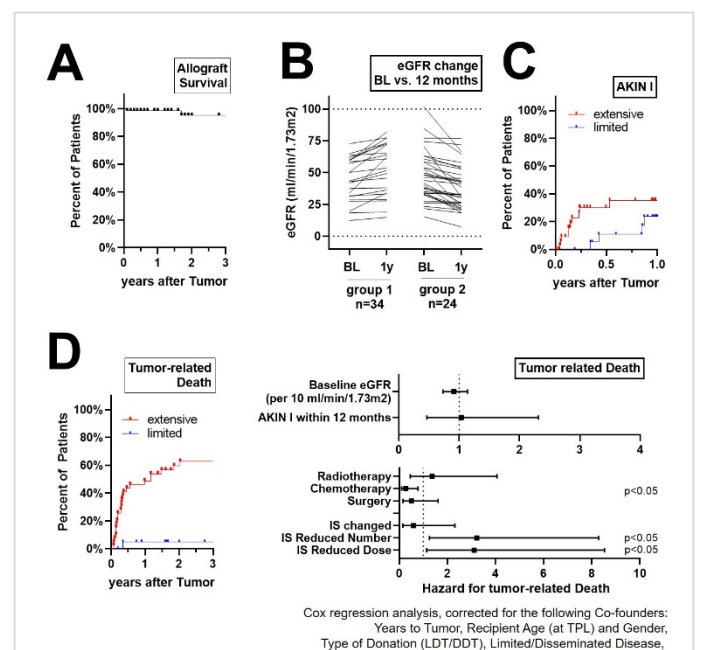 A
Allograft
Survival
Percent of Patients
100%
80%
60%
40%
20%
0%
0 1 2 3
years after Tumor
B
eGFR change
BL vs. 12 months
eGFR (ml/min/1.73m2)
100
75
50
25
0
BL 1y BL 1y
group 1 group 2
n=34 n=24
C
AKIN I
Percent of Patients
100%
80%
60%
40%
20%
0%
extensive
limited
0.0 0.5 1.0
years after Tumor
D
Tumor-related
Death
Percent of Patients
100%
80%
60%
40%
20%
0%
extensive
limited
0 1 2 3
years after Tumor
Tumor related Death
Baseline eGFR
(per 10 ml/min/1.73m2)
AKIN I within 12 months
0 1 2 3 4
Radiotherapy
Chemotherapy p<0.05
Surgery
IS changed
IS Reduced Number p<0.05
IS Reduced Dose p<0.05
0 2 4 6 8 10
Hazard for tumor-related Death
Cox regression analysis, corrected for the following Co-founders:
Years to Tumor, Recipient Age (at TPL) and Gender,
Type of Donation (LDT/DDT), Limited/Disseminated Disease,